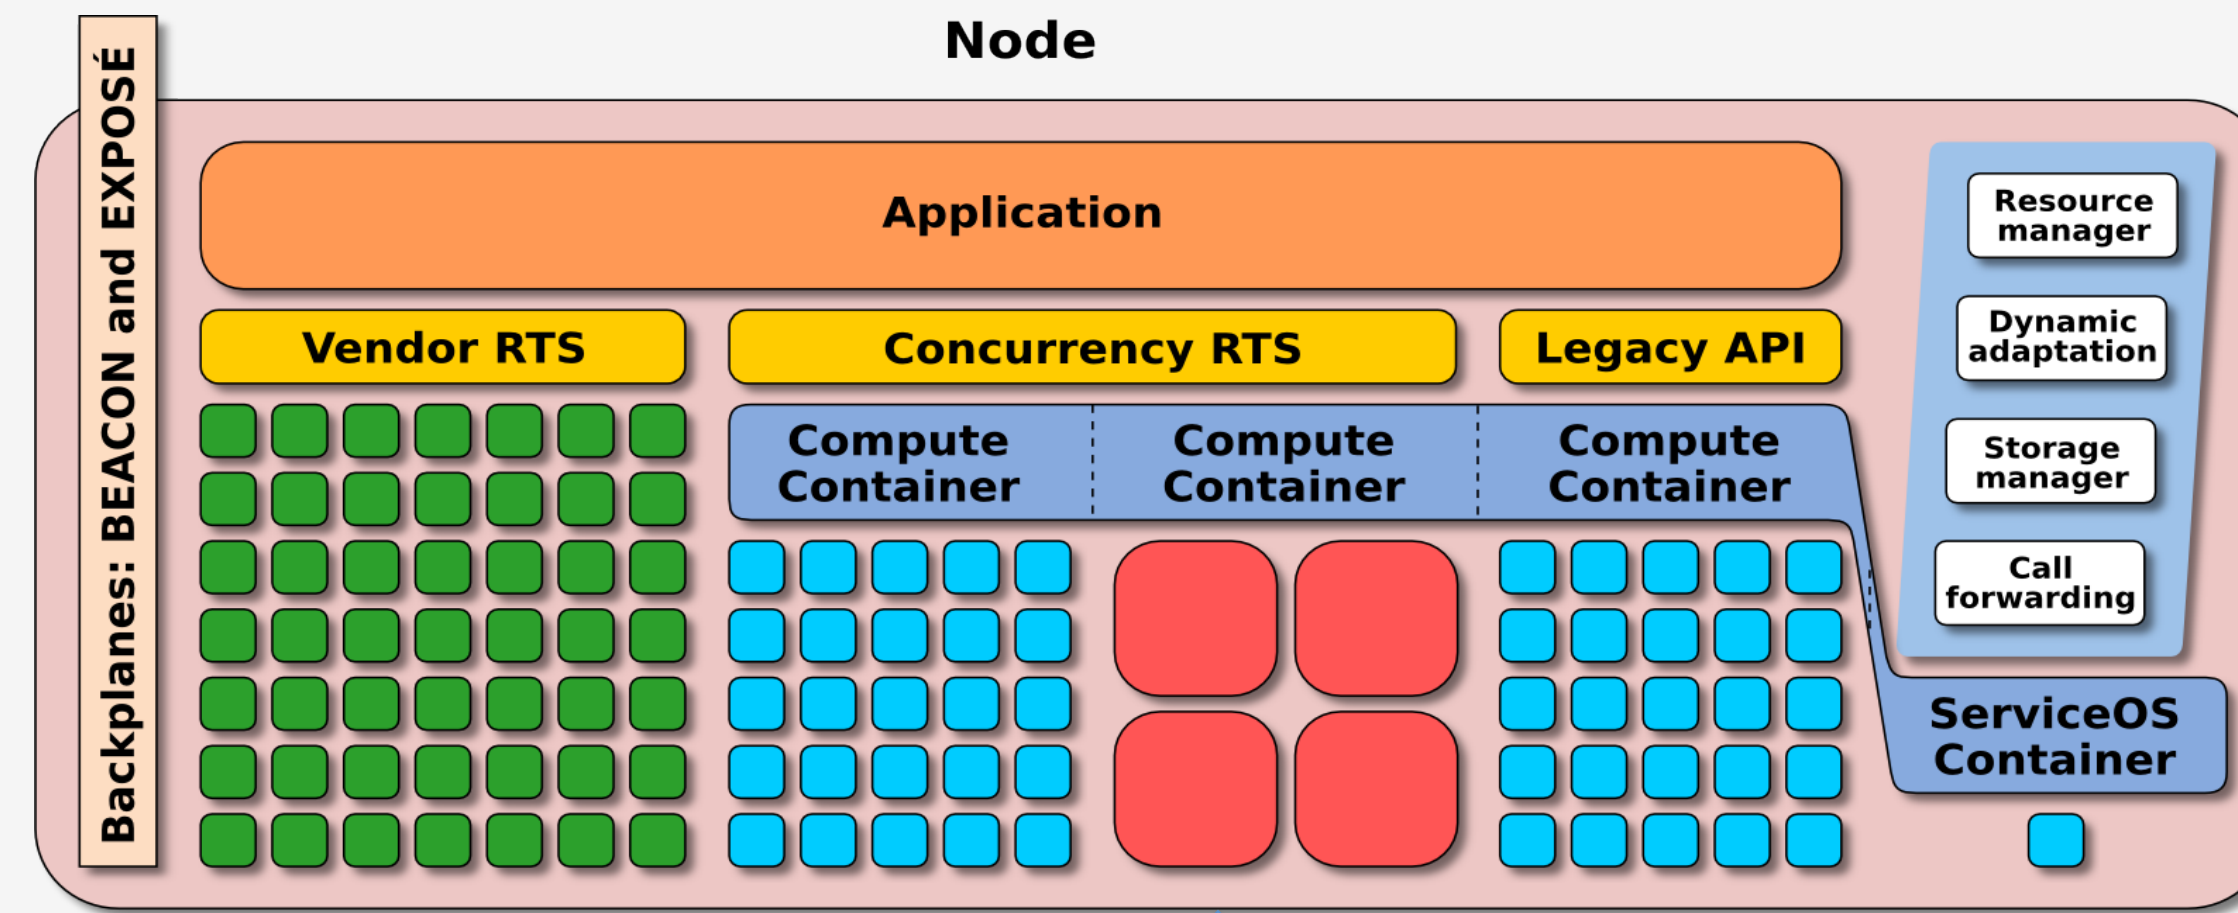 Node
Backplanes: BEACON and EXPOSÉ
Application
Vendor RTS
Concurrency RTS
Legacy API
Compute
Container
Compute
Container
Compute
Container
Resource
manager
Dynamic
adaptation
Storage
manager
Call
forwarding
ServiceOS
Container